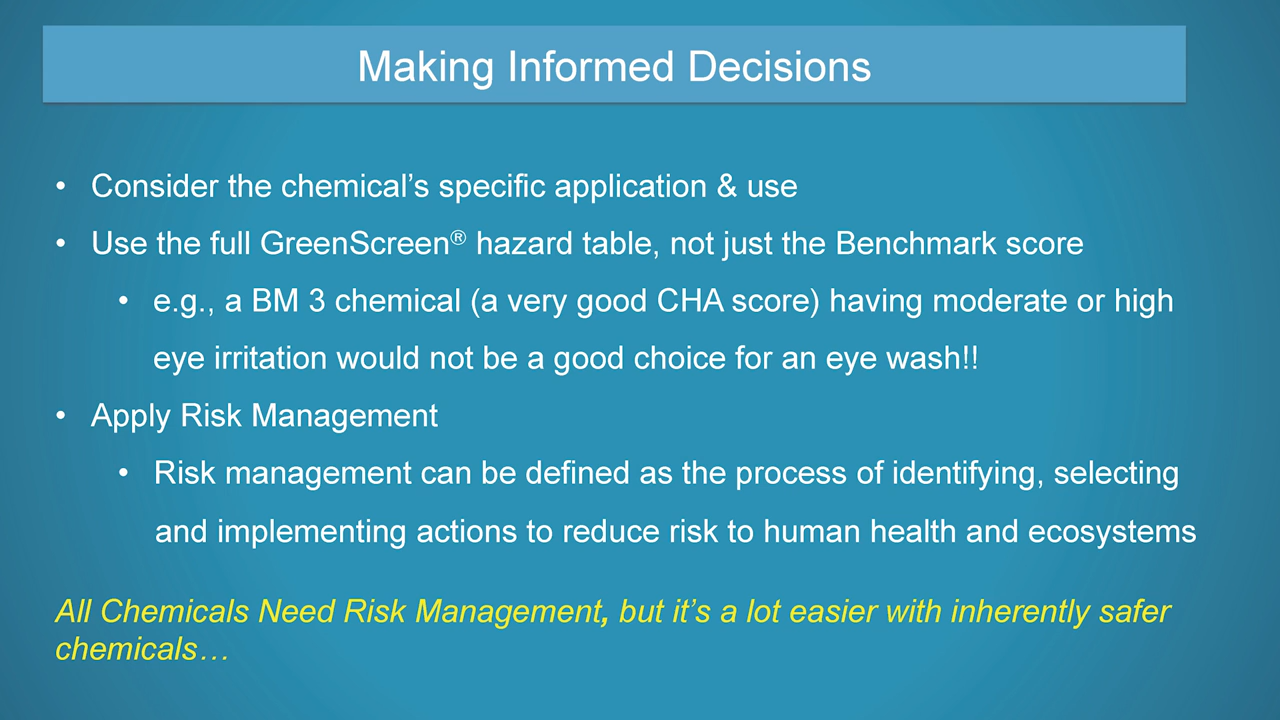 Making Informed Decisions
• Consider the chemical’s specific application & use
• Use the full GreenScreen® hazard table, not just the Benchmark score
• e.g., a BM 3 chemical (a very good CHA score) having moderate or high
eye irritation would not be a good choice for an eye wash!!
• Apply Risk Management
• Risk management can be defined as the process of identifying, selecting
and implementing actions to reduce risk to human health and ecosystems
All Chemicals Need Risk Management, but it’s a lot easier with inherently safer
chemicals…